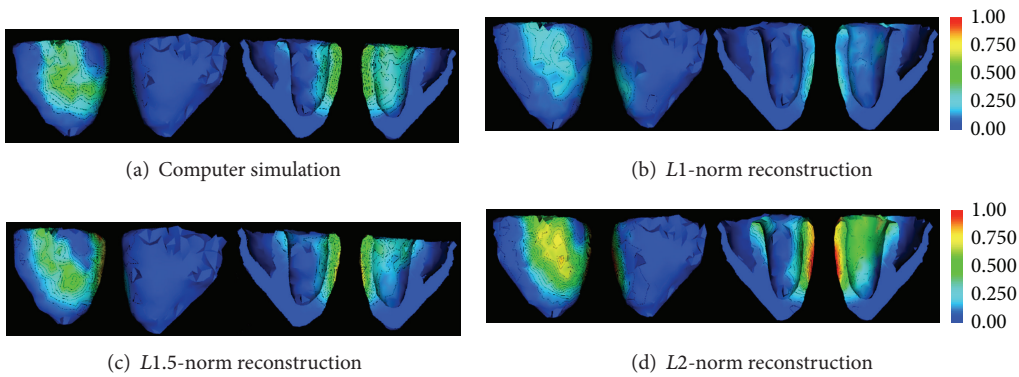 1.00
0.750
0.500
0.250
0.00
(a) Computer simulation
(b) L1-norm reconstruction
1.00
0.750
0.500
0.250
0.00
(c) L1.5-norm reconstruction
(d) L2-norm reconstruction